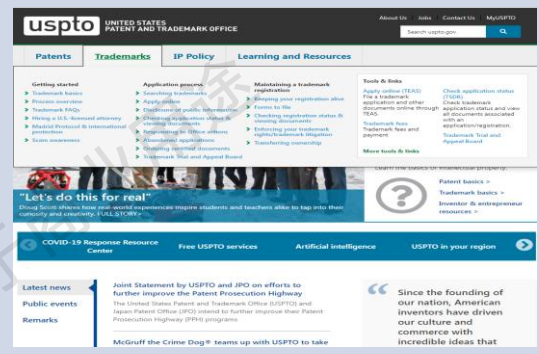 About Us Jobs Contact Us MyUSPTO
uspto UNITED STATES
PATENT AND TRADEMARK OFFICE
Search uspto.gov
Patents Trademarks IP Policy Learning and Resources
Getting started
Trademark basics
Process overview
Trademark FAQs
Hiring a U.S.-licensed attorney
Madrid Protocol & international
protection
Scam awareness
Application process
Searching trademarks
Apply online
Disclosure of public information
Checking application status &
viewing documents
Responding to Office actions
Abandoned applications
Ordering certified documents
Trademark Trial and Appeal Board
Maintaining a trademark
registration
Keeping your registration alive
Forms to file
Checking registration status &
viewing documents
Enforcing your trademark
rights/trademark litigation
Transferring ownership
Tools & links
Apply online (TEAS)
File a trademark
application and other
documents online through
TEAS.
Trademark fees
Trademark fees and
payment
More tools & links
Check application status
(TSDR)
Check trademark
application status and view
all documents associated
with an
application/registration.
Trademark Trial and
Appeal Board
Learn the basics of intellectual property.
Patent basics >
Trademark basics >
Inventor & entrepreneur
resources >
"Let's do this for real"
Doug Scott shows how real-world experiences inspire students and teachers alike to tap into their
curiosity and creativity. FULL STORY>
COVID-19 Response Resource
Center
Free USPTO services
Artificial intelligence
USPTO in your region
Latest news
Public events
Remarks
Joint Statement by USPTO and JPO on efforts to
further improve the Patent Prosecution Highway
The United States Patent and Trademark Office (USPTO) and
Japan Patent Office (JPO) intend to further improve their Patent
Prosecution Highway (PPH) programs
McGruff the Crime Dog® teams up with USPTO to take
Since the founding of
our nation, American
inventors have driven
our culture and
commerce with
incredible ideas that